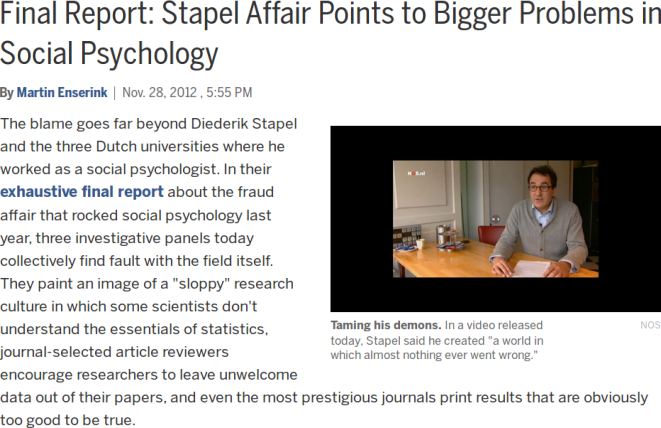 Final Report: Stapel Affair Points to Bigger Problems in
Social Psychology
By Martin Enserink | Nov. 28, 2012 , 5:55 PM
The blame goes far beyond Diederik Stapel
and the three Dutch universities where he
worked as a social psychologist. In their
exhaustive final report about the fraud
affair that rocked social psychology last
year, three investigative panels today
collectively find fault with the field itself.
They paint an image of a "sloppy" research
culture in which some scientists don't
understand the essentials of statistics,
journal-selected article reviewers
encourage researchers to leave unwelcome
data out of their papers, and even the most prestigious journals print results that are obviously
too good to be true.
NOS.nl
Taming his demons. In a video released
today, Stapel said he created "a world in
which almost nothing ever went wrong."
NOS